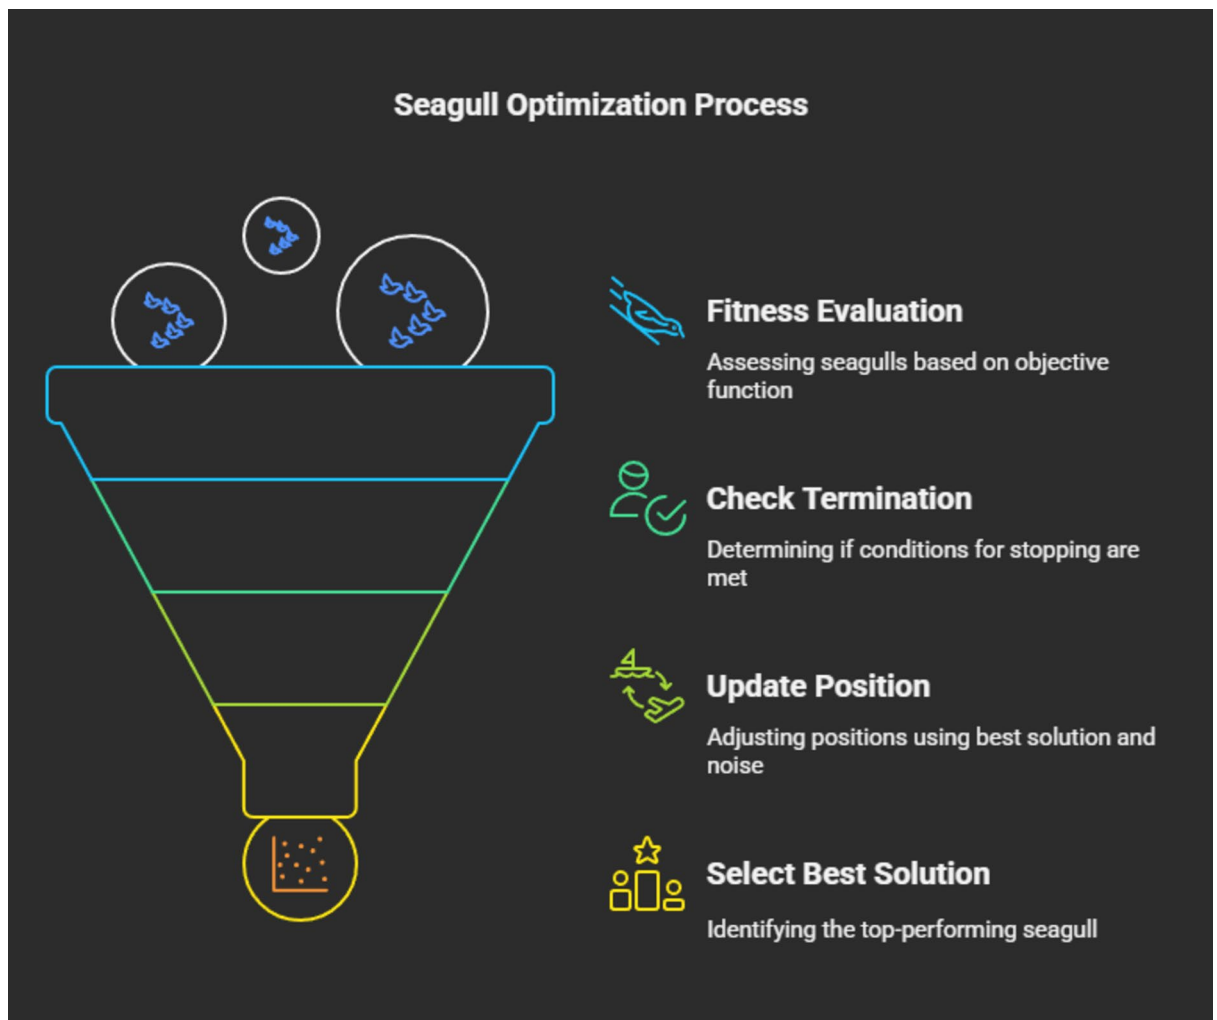 Seagull Optimization Process
Fitness Evaluation
Assessing seagulls based on objective
function
Check Termination
Determining if conditions for stopping are
met
Update Position
Adjusting positions using best solution and
noise
Select Best Solution
Identifying the top-performing seagull